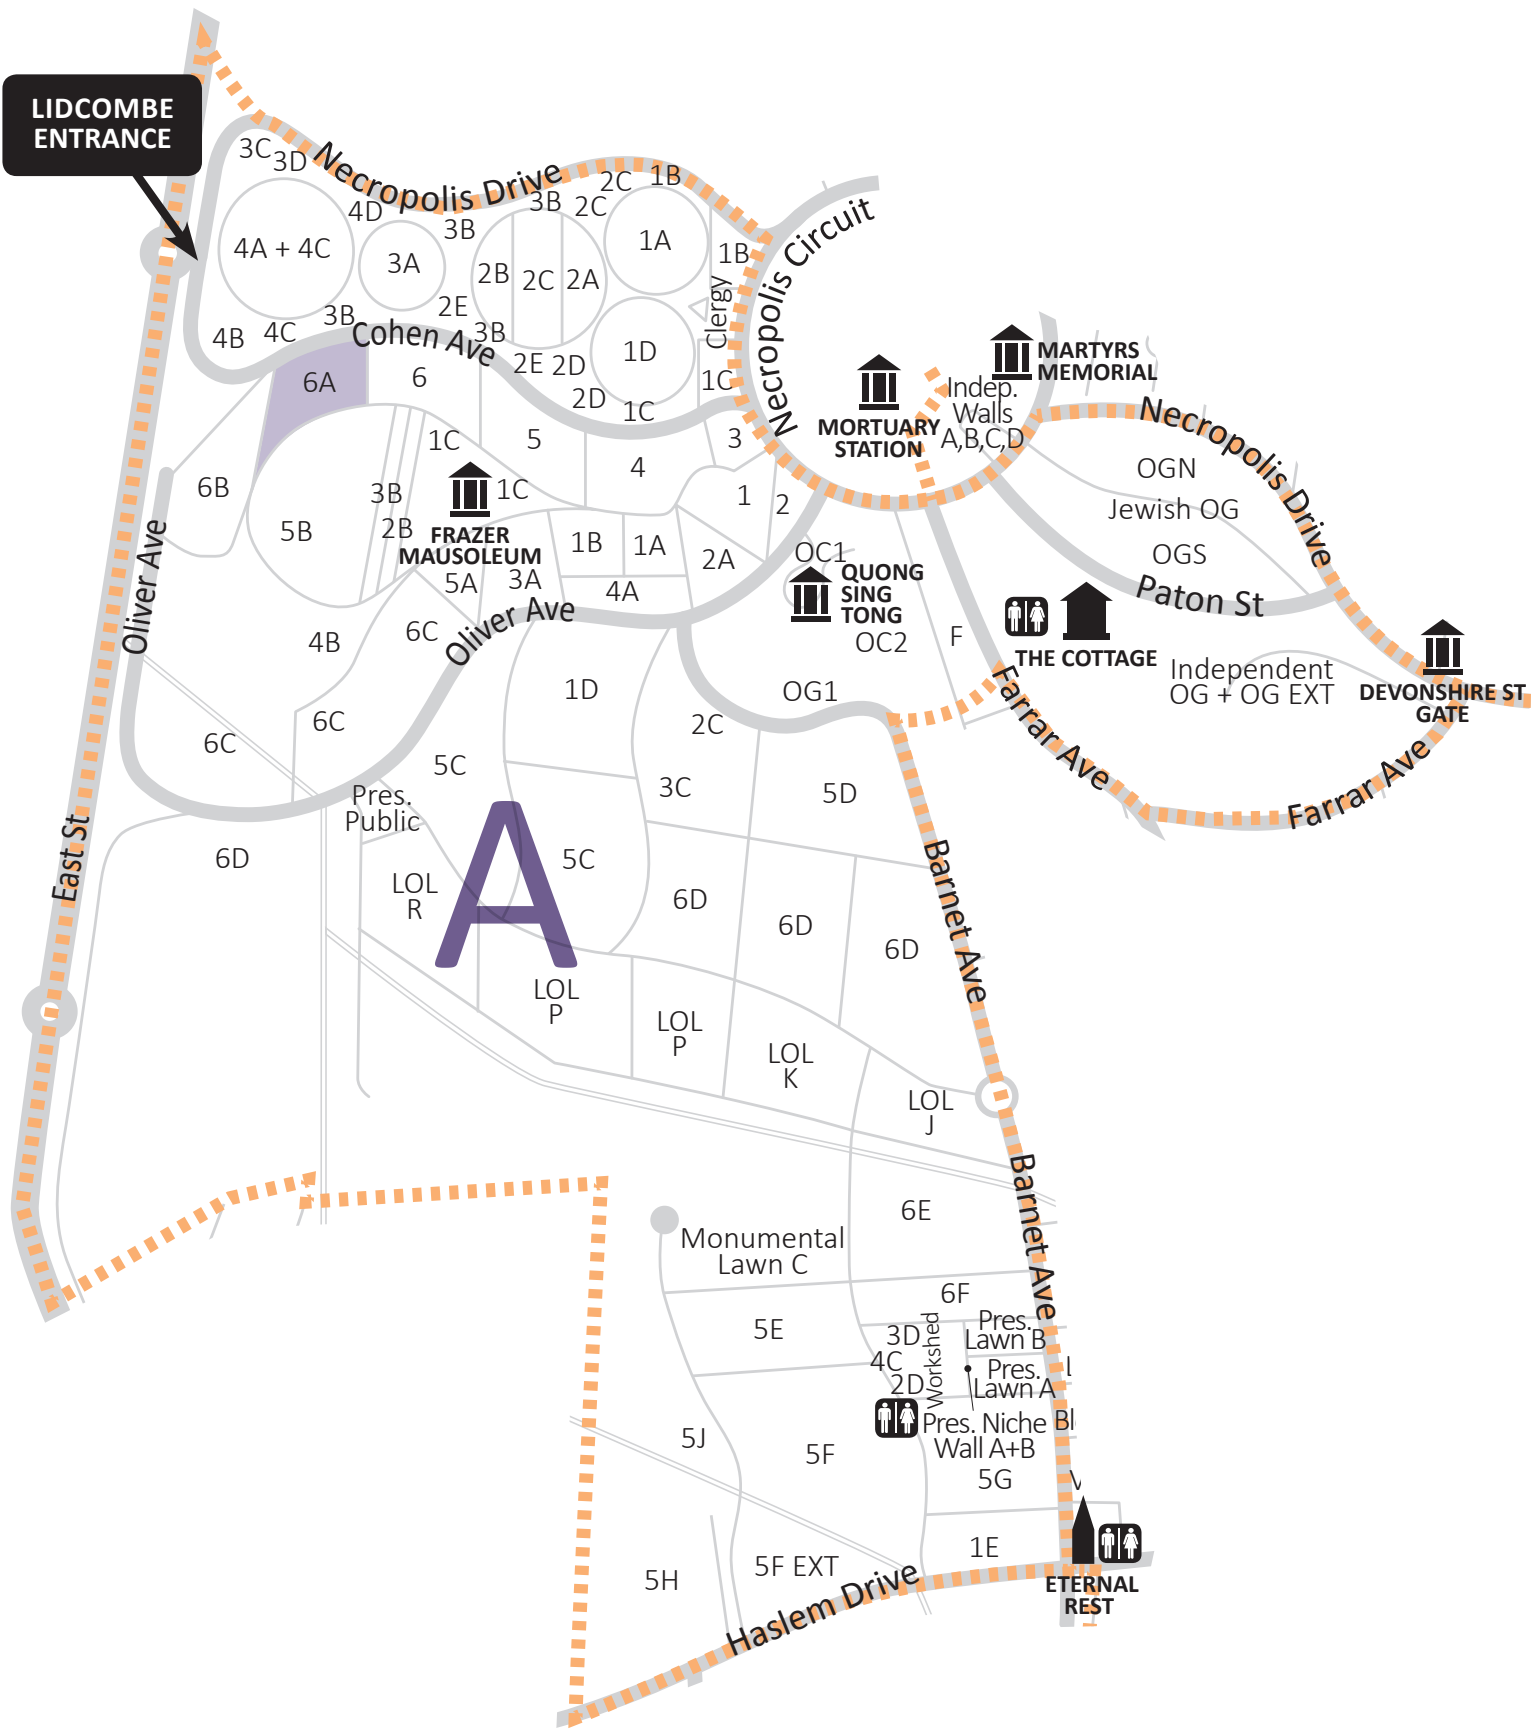 LIDCOMBE
ENTRANCE
3C
3D
Necropolis Drive
2C
1B
3B
2C
4D
3B
1A
4A + 4C
3A
1B
2B
2C
2A
Necropolis Circuit
Clergy
3B
2E
4B
4C
Cohen Ave
3B
2E
2D
1D
6A
6
1C
2D
1C
MARTYRS
MEMORIAL
Indep.
Walls
A,B,C,D
MORTUARY
STATION
Necropolis Drive
1C
5
3
4
OGN
6B
3B
1C
1
2
Jewish OG
5B
2B
FRAZER
MAUSOLEUM
1B
1A
2A
OC1
OGS
QUONG
SING
TONG
5A
3A
4A
Paton St
Oliver Ave
Oliver Ave
4B
6C
OC2
F
THE COTTAGE
Independent
OG + OG EXT
DEVONSHIRE ST
GATE
1D
OG1
Farrar Ave
Farrar Ave
6C
6C
2C
5C
3C
5D
Pres.
Public
East St
6D
A
5C
LOL
R
6D
6D
6D
Barnet Ave
LOL
P
LOL
P
LOL
K
LOL
J
Barnet Ave
6E
Monumental
Lawn C
6F
5E
3D
4C
2D
Workshed
Pres.
Lawn B
Pres.
Lawn A
Pres. Niche
Wall A+B
5J
5F
5G
1E
5F EXT
5H
Haslem Drive
ETERNAL
REST